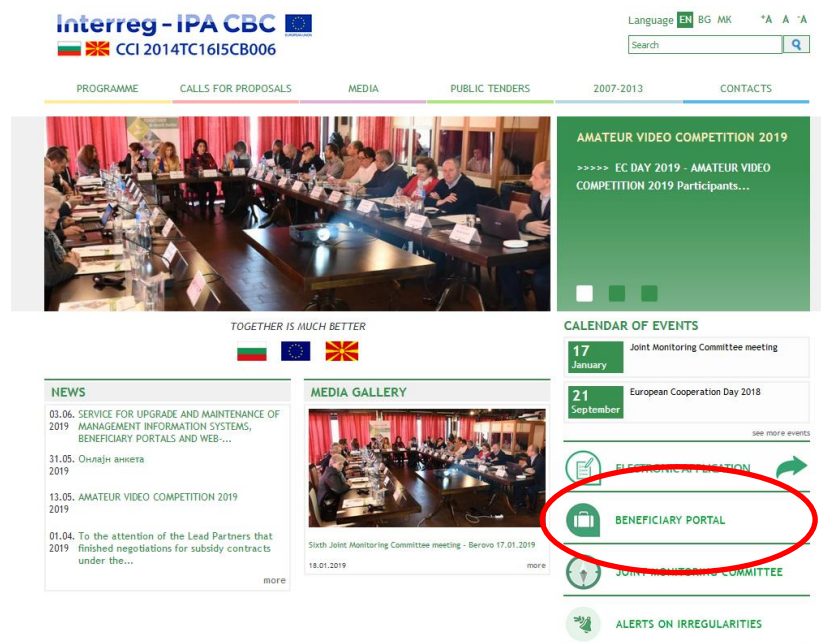 Interreg - IPA CBC
CCI 2014TC16I5CB006
Language EN BG MK +A A -A
Search
PROGRAMME CALLS FOR PROPOSALS MEDIA PUBLIC TENDERS 2007-2013 CONTACTS
AMATEUR VIDEO COMPETITION 2019
>>>>> EC DAY 2019 - AMATEUR VIDEO
COMPETITION 2019 Participants...
TOGETHER IS MUCH BETTER
CALENDAR OF EVENTS
17
January
Joint Monitoring Committee meeting
21
September
European Cooperation Day 2018
see more events
NEWS
03.06. SERVICE FOR UPGRADE AND MAINTENANCE OF
2019 MANAGEMENT INFORMATION SYSTEMS,
BENEFICIARY PORTALS AND WEB-...
31.05. Онлајн анкета
2019
13.05. AMATEUR VIDEO COMPETITION 2019
2019
01.04. To the attention of the Lead Partners that
2019 finished negotiations for subsidy contracts
under the...
more
MEDIA GALLERY
Sixth Joint Monitoring Committee meeting - Berovo 17.01.2019
18.01.2019 more
ELECTRONIC APPLICATION
BENEFICIARY PORTAL
JOINT MONITORING COMMITTEE
ALERTS ON IRREGULARITIES